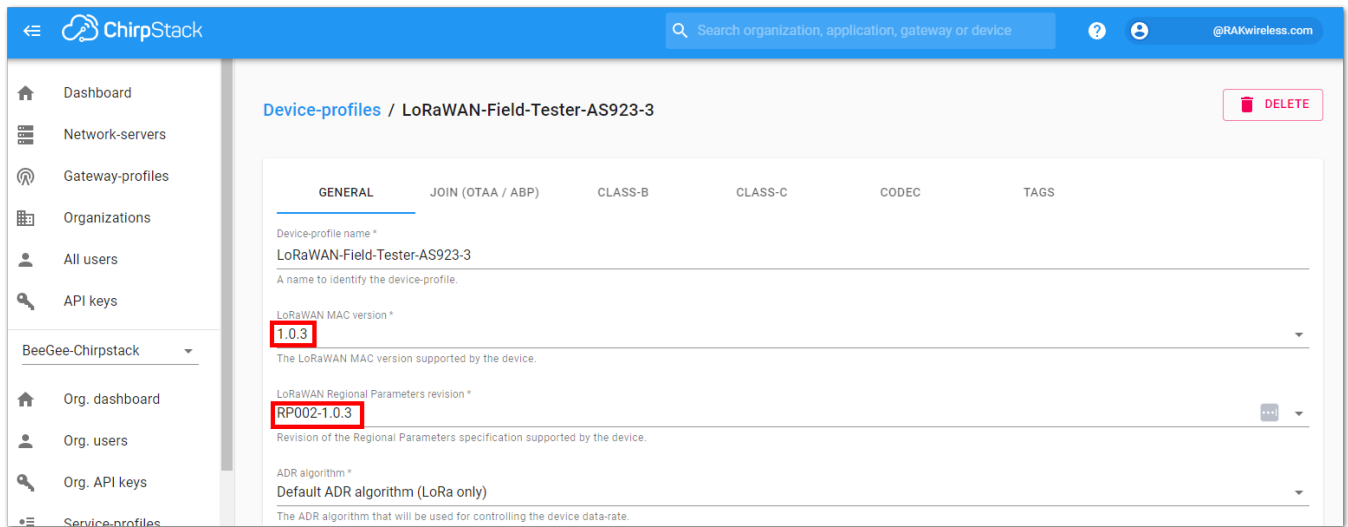 ChirpStack
Search organization, application, gateway or device
?
@RAKwireless.com
Dashboard
Network-servers
Gateway-profiles
Organizations
All users
API keys
BeeGee-Chirpstack
Org. dashboard
Org. users
Org. API keys
Service-profiles
Device-profiles / LoRaWAN-Field-Tester-AS923-3
DELETE
GENERAL JOIN (OTAA / ABP) CLASS-B CLASS-C CODEC TAGS
Device-profile name *
LoRaWAN-Field-Tester-AS923-3
A name to identify the device-profile.
LoRaWAN MAC version *
1.0.3
The LoRaWAN MAC version supported by the device.
LoRaWAN Regional Parameters revision *
RP002-1.0.3
Revision of the Regional Parameters specification supported by the device.
ADR algorithm *
Default ADR algorithm (LoRa only)
The ADR algorithm that will be used for controlling the device data-rate.